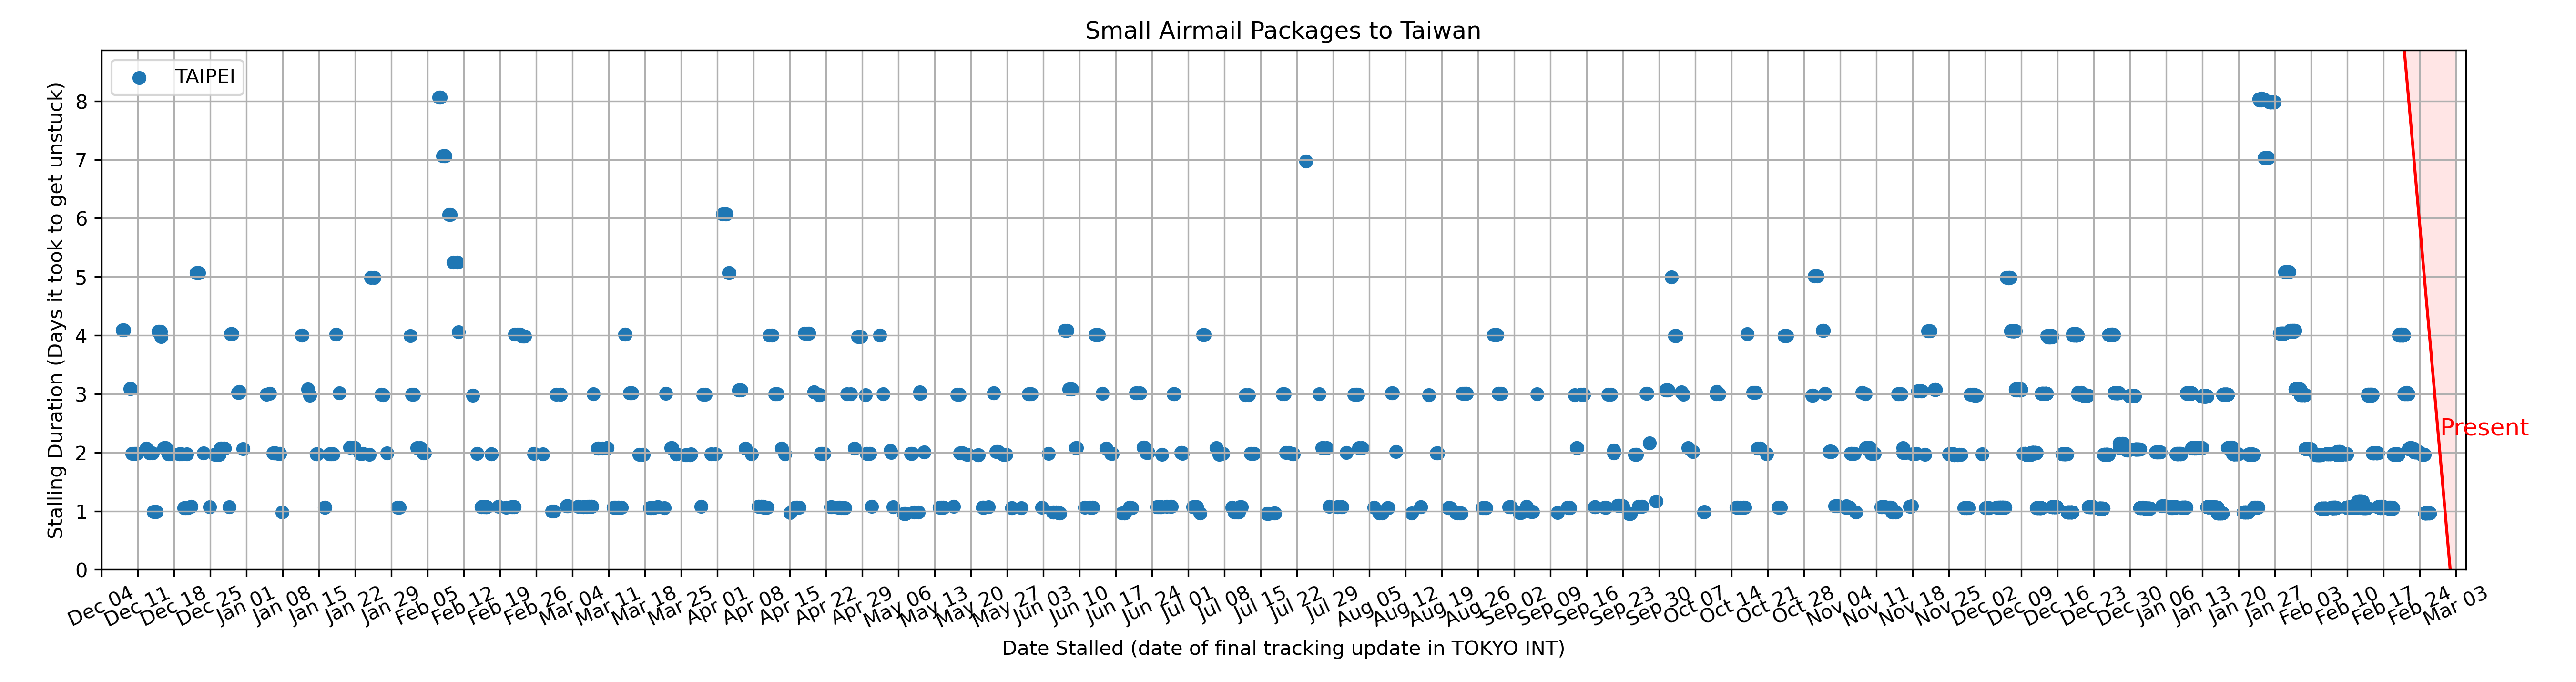 Small Airmail Packages to Taiwan
TAIPEI
Stalling Duration (Days it took to get unstuck)
8
7
6
5
4
3
2
1
0
Present
Dec 04 Dec 11 Dec 18 Dec 25 Jan 01 Jan 08 Jan 15 Jan 22 Jan 29 Feb 05 Feb 12 Feb 19 Feb 26 Mar 04 Mar 11 Mar 18 Mar 25 Apr 01 Apr 08 Apr 15 Apr 22 Apr 29 May 06 May 13 May 20 May 27 Jun 03 Jun 10 Jun 17 Jun 24 Jul 01 Jul 08 Jul 15 Jul 22 Jul 29 Aug 05 Aug 12 Aug 19 Aug 26 Sep 02 Sep 09 Sep 16 Sep 23 Sep 30 Oct 07 Oct 14 Oct 21 Oct 28 Nov 04 Nov 11 Nov 18 Nov 25 Dec 02 Dec 09 Dec 16 Dec 23 Dec 30 Jan 06 Jan 13 Jan 20 Jan 27 Feb 03 Feb 10 Feb 17 Feb 24 Mar 03
Date Stalled (date of final tracking update in TOKYO INT)